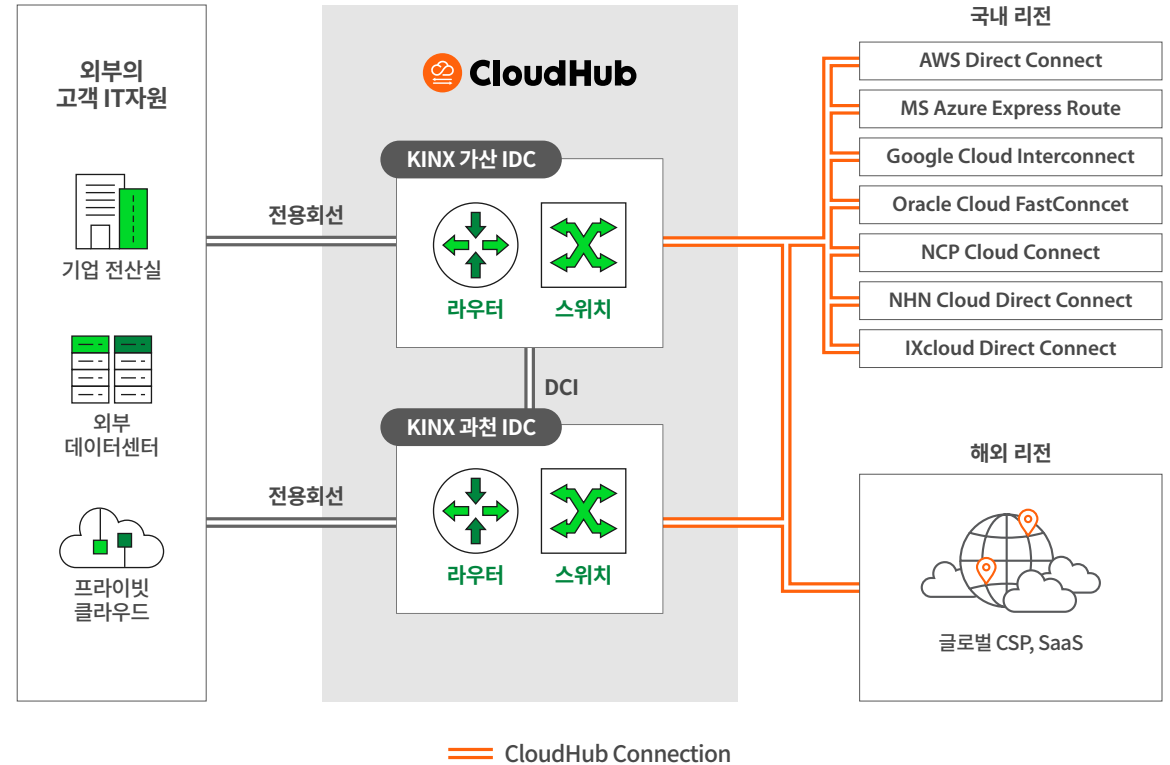 외부의
고객 IT자원
기업 전산실
외부
데이터센터
프라이빗
클라우드
전용회선
전용회선
CloudHub
KINX 가산 IDC
라우터
스위치
DCI
KINX 과천 IDC
라우터
스위치
국내 리전
AWS Direct Connect
MS Azure Express Route
Google Cloud Interconnect
Oracle Cloud FastConncet
NCP Cloud Connect
NHN Cloud Direct Connect
IXcloud Direct Connect
해외 리전
글로벌 CSP, SaaS
CloudHub Connection